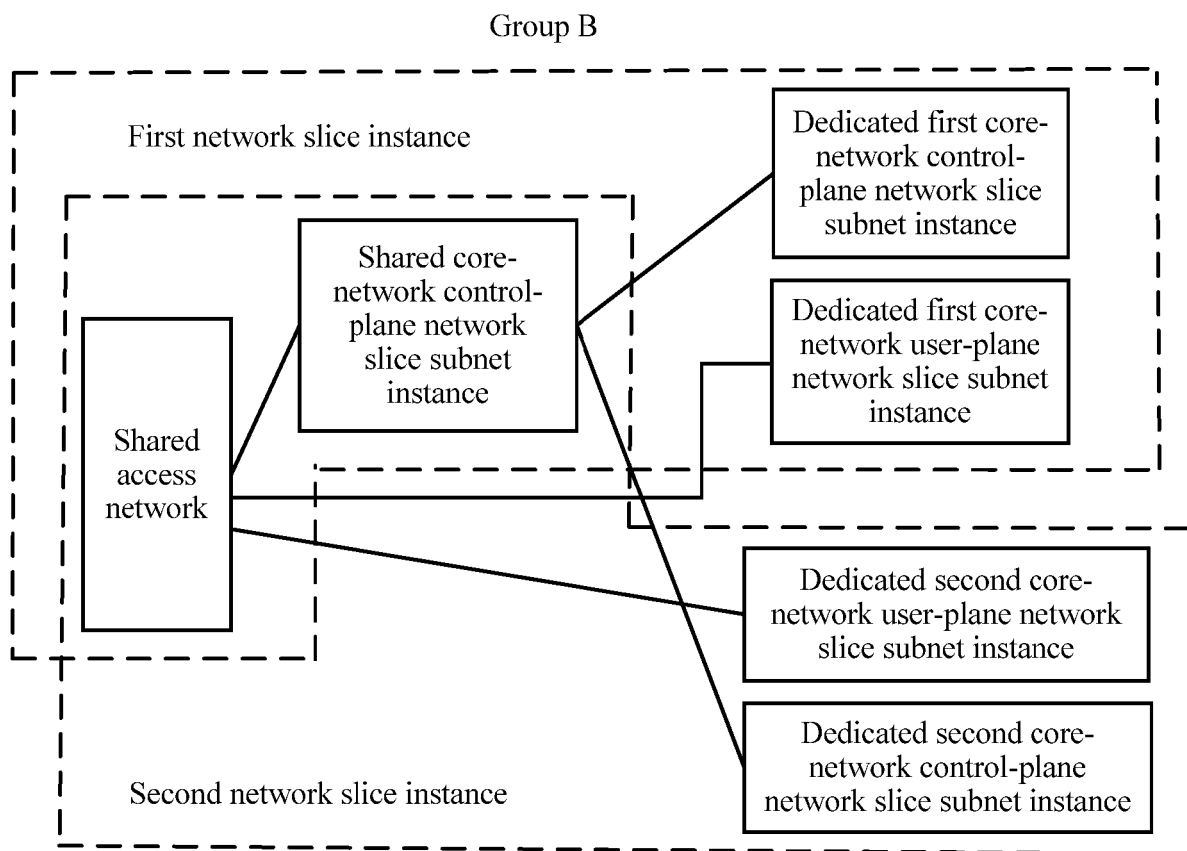 Group B
First network slice instance
Dedicated first core-
network control-
plane network slice
subnet instance
Shared core-
network control-
plane network
slice subnet
instance
Dedicated first core-
network user-plane
network slice subnet
instance
Shared
access
network
Dedicated second core-
network user-plane network
slice subnet instance
Dedicated second core-
network control-plane
network slice subnet instance
Second network slice instance